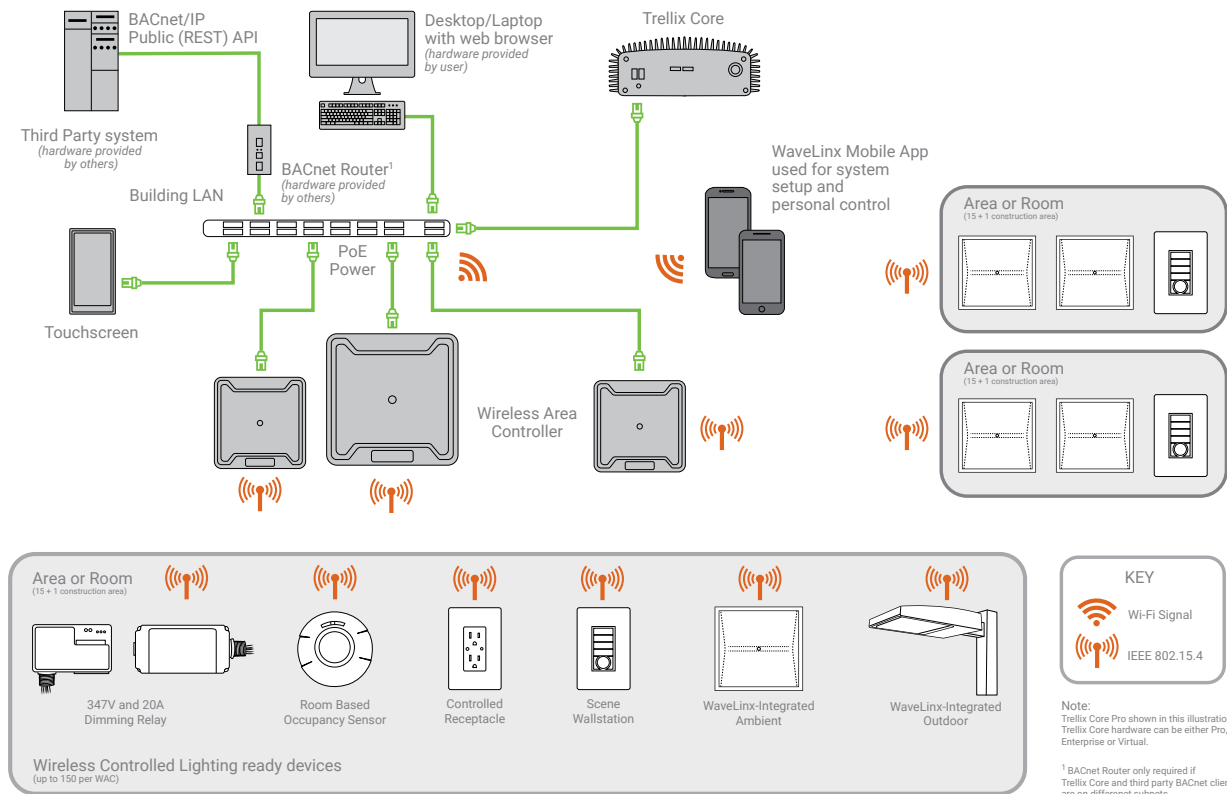 BACnet/IP
Public (REST) API
Desktop/Laptop
with web browser
(hardware provided
by user)
Trellix Core
Third Party system
(hardware provided
by others)
BACnet Router¹
(hardware provided
by others)
Building LAN
WaveLinx Mobile App
used for system
setup and
personal control
PoE
Power
Touchscreen
Wireless Area
Controller
Area or Room
(15 + 1 construction area)
Area or Room
(15 + 1 construction area)
Area or Room
(15 + 1 construction area)
347V and 20A
Dimming Relay
Room Based
Occupancy Sensor
Controlled
Receptacle
Scene
Wallstation
WaveLinx-Integrated
Ambient
WaveLinx-Integrated
Outdoor
Wireless Controlled Lighting ready devices
(up to 150 per WAC)
KEY
Wi-Fi Signal
IEEE 802.15.4
Note:
Trellix Core Pro shown in this illustratio
Trellix Core hardware can be either Pro,
Enterprise or Virtual.
¹ BACnet Router only required if
Trellix Core and third party BACnet clien
are on differenet subnets